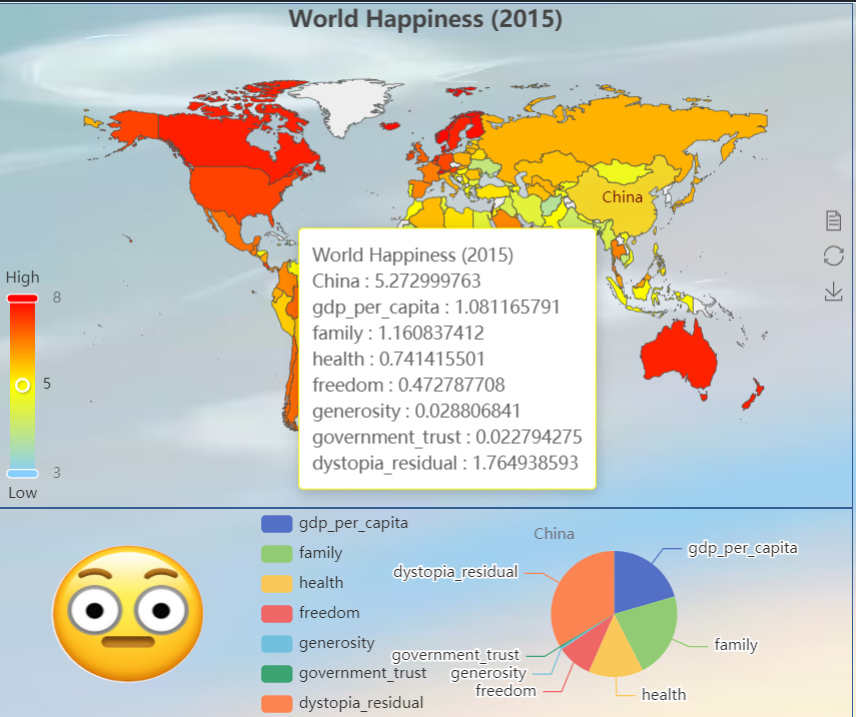 World Happiness (2015)
China
World Happiness (2015)
China : 5.272999763
gdp_per_capita : 1.081165791
family : 1.160837412
health : 0.741415501
freedom : 0.472787708
generosity : 0.028806841
government_trust : 0.022794275
dystopia_residual : 1.764938593
High
8
5
3
Low
gdp_per_capita
family
health
freedom
generosity
government_trust
dystopia_residual
China
gdp_per_capita
dystopia_residual
family
government_trust
generosity
freedom
health